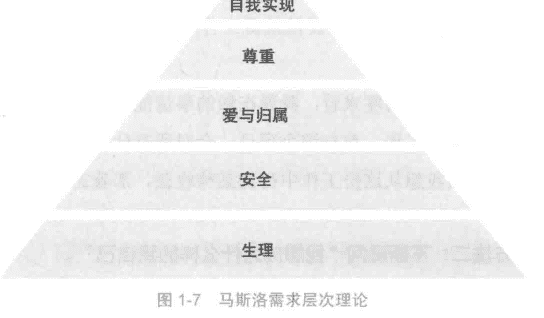 自我实现
尊重
爱与归属
安全
生理
图 1-7 马斯洛需求层次理论